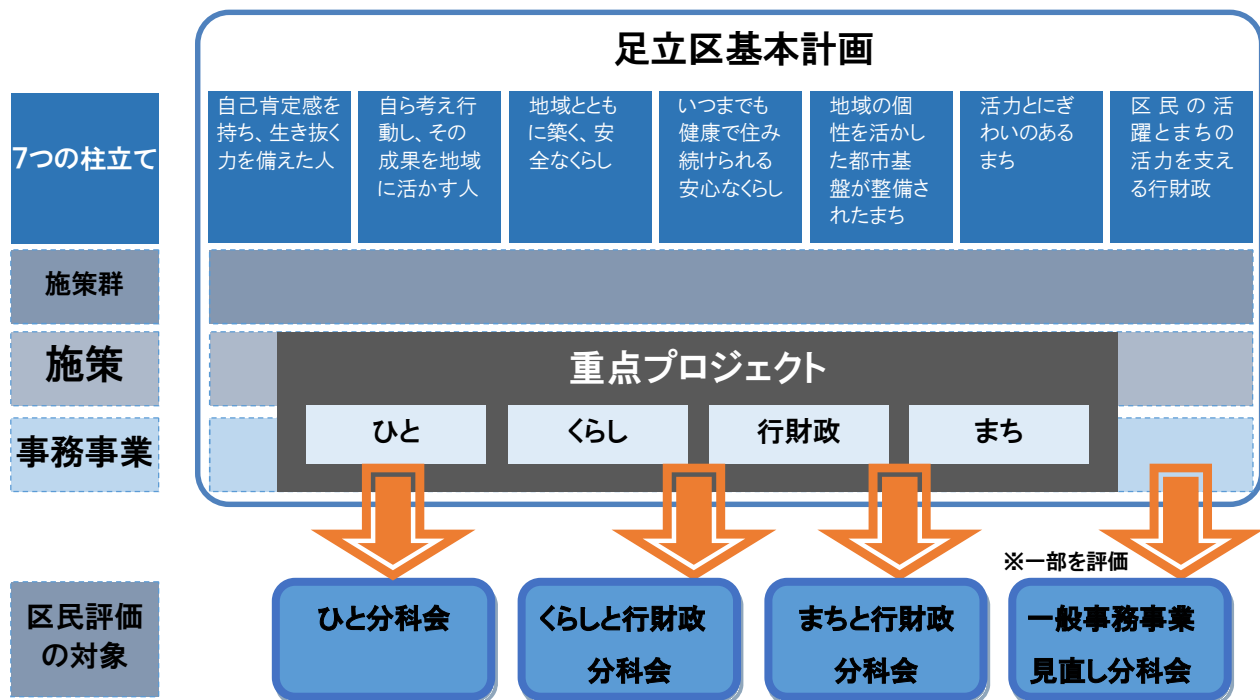 足立区基本計画
7つの柱立て
自己肯定感を
持ち、生き抜く
力を備えた人
自ら考え行
動し、その
成果を地域
に活かす人
地域ととも
に築く、安
全なくらし
いつまでも
健康で住み
続けられる
安心なくらし
地域の個
性を活かし
た都市基
盤が整備さ
れたまち
活力とにぎ
わいのある
まち
区民の活
躍とまちの
活力を支え
る行財政
施策群
施策
重点プロジェクト
事務事業
ひと
くらし
行財政
まち
※一部を評価
区民評価
の対象
ひと分科会
くらしと行財政
分科会
まちと行財政
分科会
一般事務事業
見直し分科会